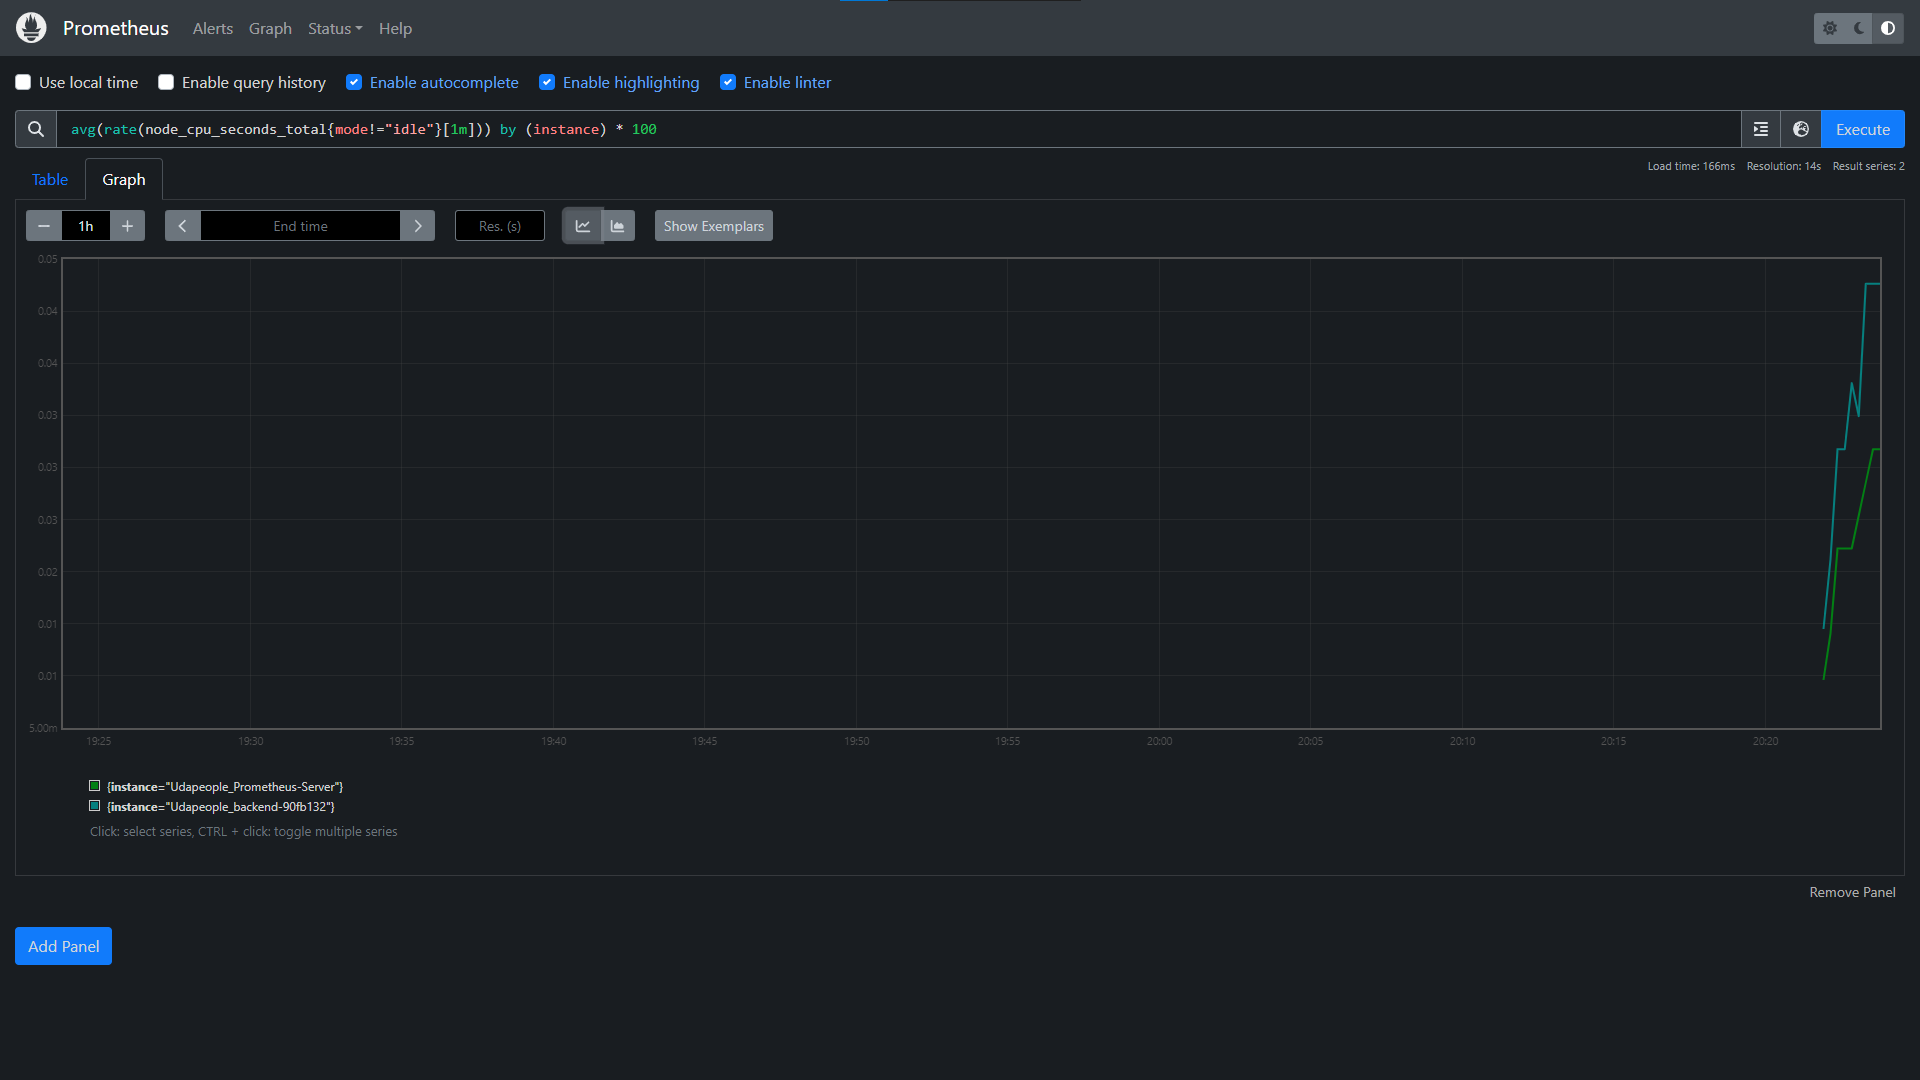 Prometheus Alerts Graph Status Help
Use local time Enable query history Enable autocomplete Enable highlighting Enable linter
avg(rate(node_cpu_seconds_total{mode!="idle"}[1m])) by (instance) * 100 Execute
Load time: 166ms Resolution: 14s Result series: 2
Table Graph
1h End time Res. (s) Show Exemplars
0.05
0.04
0.04
0.03
0.03
0.03
0.02
0.01
0.01
5.00m
19:25 19:30 19:35 19:40 19:45 19:50 19:55 20:00 20:05 20:10 20:15 20:20
{instance="Udapeople_Prometheus-Server"}
{instance="Udapeople_backend-90fb132"}
Click: select series, CTRL + click: toggle multiple series
Remove Panel
Add Panel